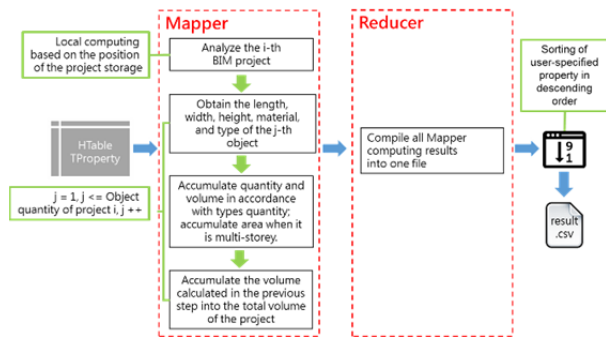 Mapper
Reducer
Local computing
based on the position
of the project storage
Analyze the i-th
BIM project
Sorting of
user-specified
property in
descending
order
HTable
TProperty
Obtain the length,
width, height, material,
and type of the j-th
object
Compile all Mapper
computing results
into one file
9
1
j = 1, j <= Object
quantity of project i, j ++
Accumulate quantity and
volume in accordance
with types quantity;
accumulate area when it
is multi-storey.
result
.csv
Accumulate the volume
calculated in the previous
step into the total volume
of the project